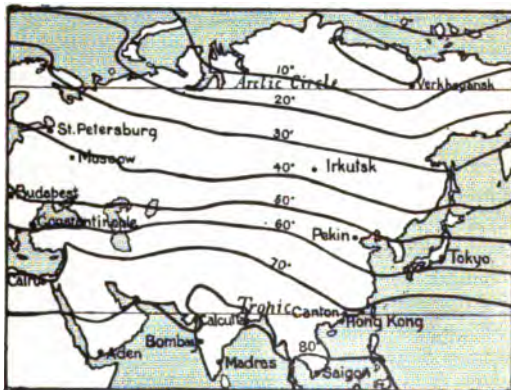 10°
Arctic Circle
Verkhoyansk
20°
St. Petersburg
30°
Moscow
40°
Irkutsk
Budapest
50°
Constantinople
60°
Pekin
Tokyo
70°
Cairo
Tropic
Canton
Hong Kong
Calcutta
Bombay
80°
Aden
Madras
Saigon